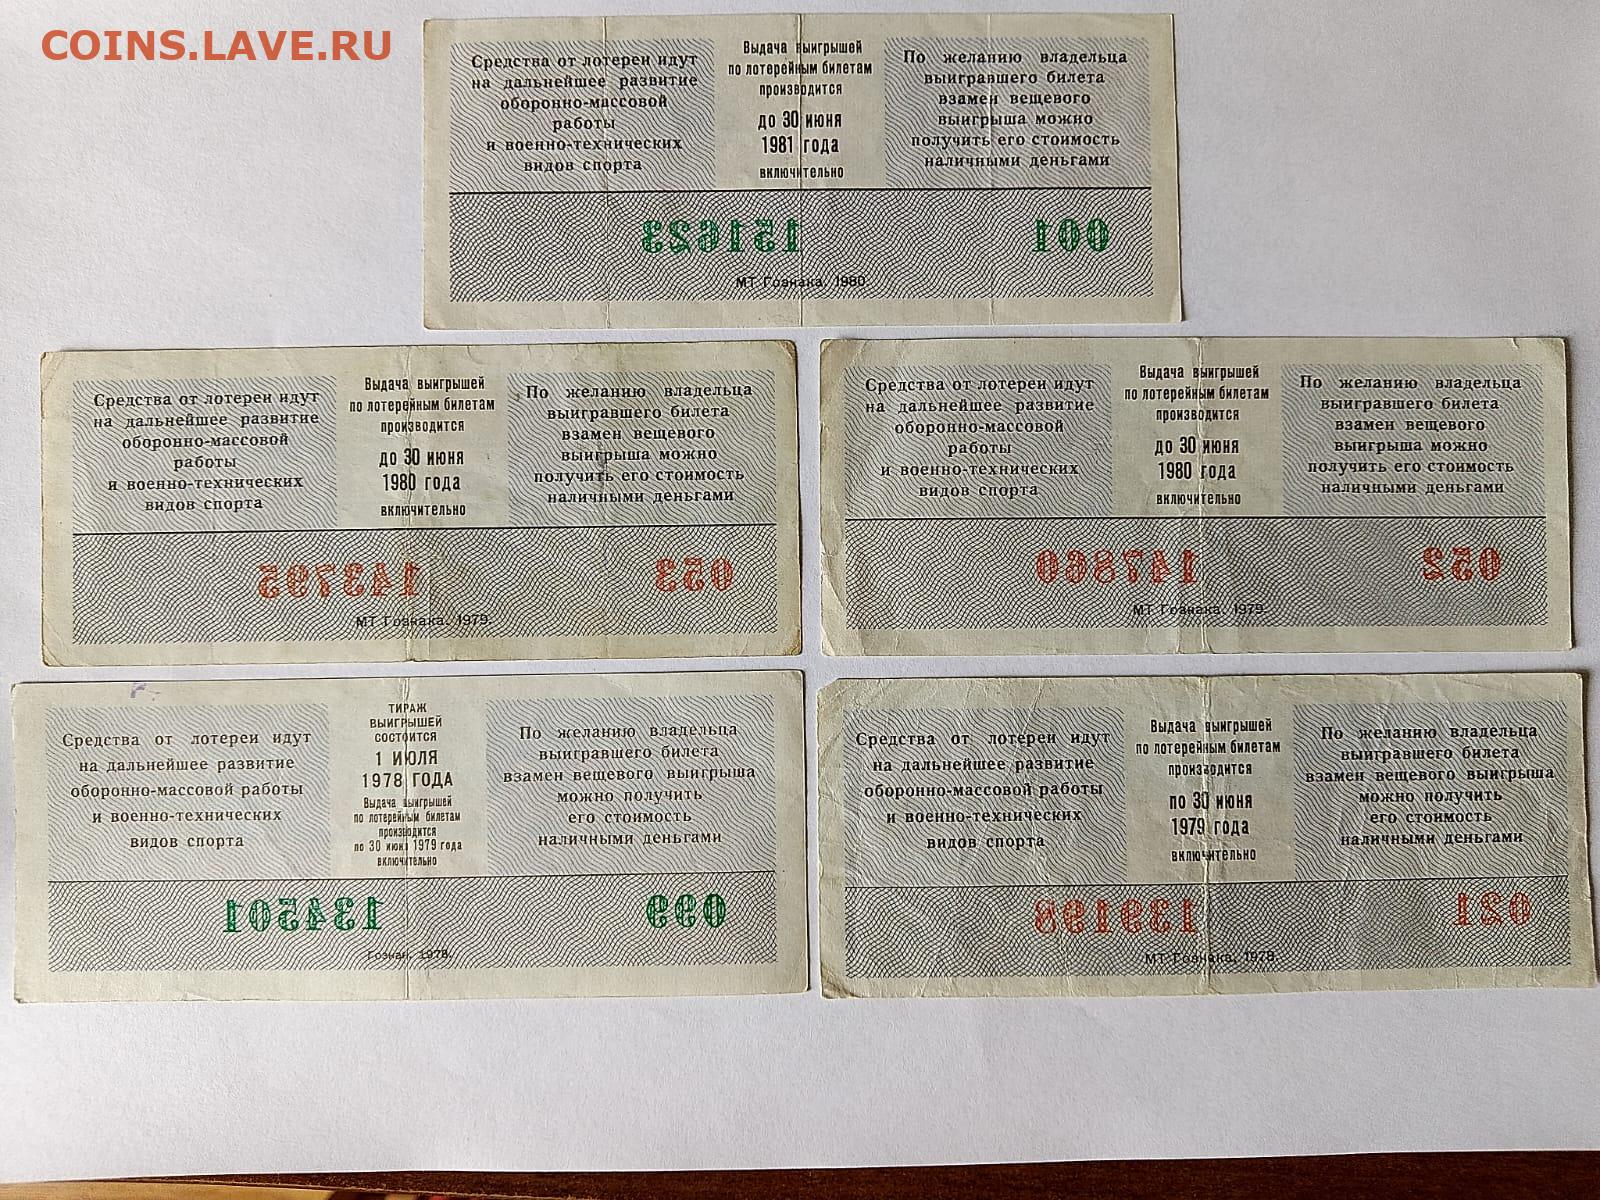 COINS.LAVE.RU
Средства от лотереи идут
на дальнейшее развитие
оборонно-массовой
работы
и военно-технических
видов спорта
Выдача выигрышей
по лотерейным билетам
производится
до 30 июня
1981 года
включительно
По желанию владельца
выигравшего билета
взамен вещевого
выигрыша можно
получить его стоимость
наличными деньгами
151623
001
МТ Гознака. 1980.
Средства от лотереи идут
на дальнейшее развитие
оборонно-массовой
работы
и военно-технических
видов спорта
Выдача выигрышей
по лотерейным билетам
производится
до 30 июня
1980 года
включительно
По желанию владельца
выигравшего билета
взамен вещевого
выигрыша можно
получить его стоимость
наличными деньгами
143795
053
МТ Гознака. 1979.
Средства от лотереи идут
на дальнейшее развитие
оборонно-массовой
работы
и военно-технических
видов спорта
Выдача выигрышей
по лотерейным билетам
производится
до 30 июня
1980 года
включительно
По желанию владельца
выигравшего билета
взамен вещевого
выигрыша можно
получить его стоимость
наличными деньгами
147860
052
МТ Гознака. 1979.
Средства от лотереи идут
на дальнейшее развитие
оборонно-массовой работы
и военно-технических
видов спорта
ТИРАЖ
ВЫИГРЫШЕЙ
СОСТОИТСЯ
1 ИЮЛЯ
1978 ГОДА
Выдача выигрышей
по лотерейным билетам
производится
по 30 июня 1979 года
включительно
По желанию владельца
выигравшего билета
взамен вещевого выигрыша
можно получить
его стоимость
наличными деньгами
134501
099
Гознак. 1978.
Средства от лотереи идут
на дальнейшее развитие
оборонно-массовой работы
и военно-технических
видов спорта
Выдача выигрышей
по лотерейным билетам
производится
по 30 июня
1979 года
включительно
По желанию владельца
выигравшего билета
взамен вещевого выигрыша
можно получить
его стоимость
наличными деньгами
139198
021
МТ Гознака, 1978.